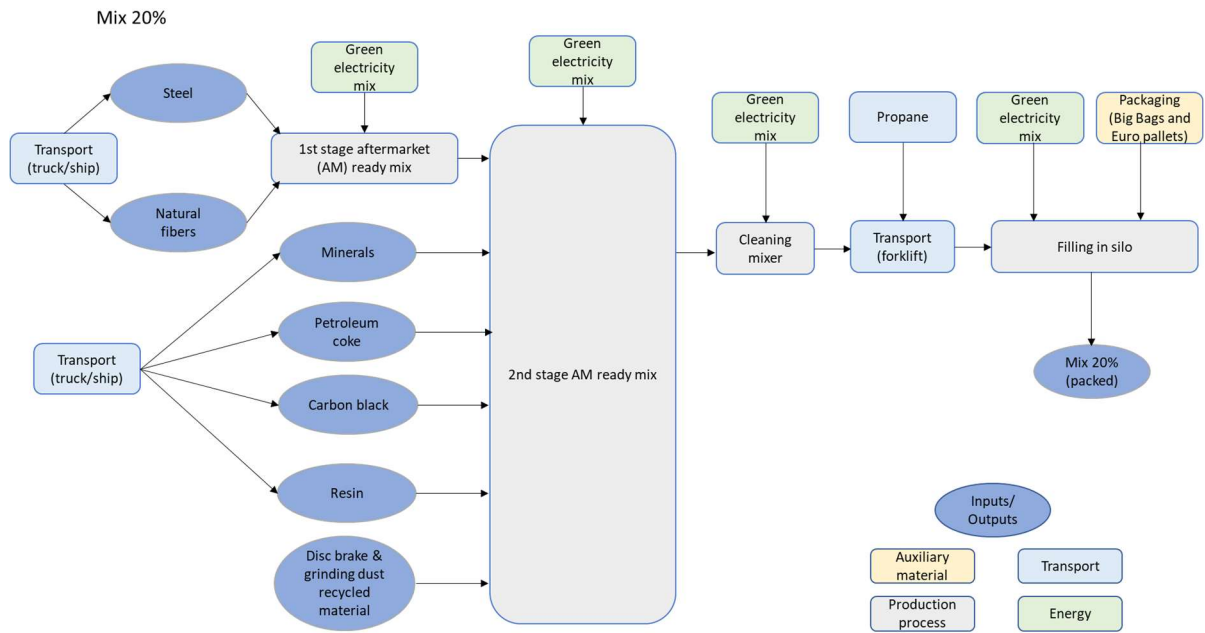 Mix 20%
Green
electricity
mix
Green
electricity
mix
Steel
Green
electricity
mix
Propane
Green
electricity
mix
Packaging
(Big Bags and
Euro pallets)
Transport
(truck/ship)
1st stage aftermarket
(AM) ready mix
Natural
fibers
Minerals
Cleaning
mixer
Transport
(forklift)
Filling in silo
Petroleum
coke
Transport
(truck/ship)
2nd stage AM ready mix
Mix 20%
(packed)
Carbon black
Resin
Inputs/
Outputs
Disc brake &
grinding dust
recycled
material
Auxiliary
material
Transport
Production
process
Energy